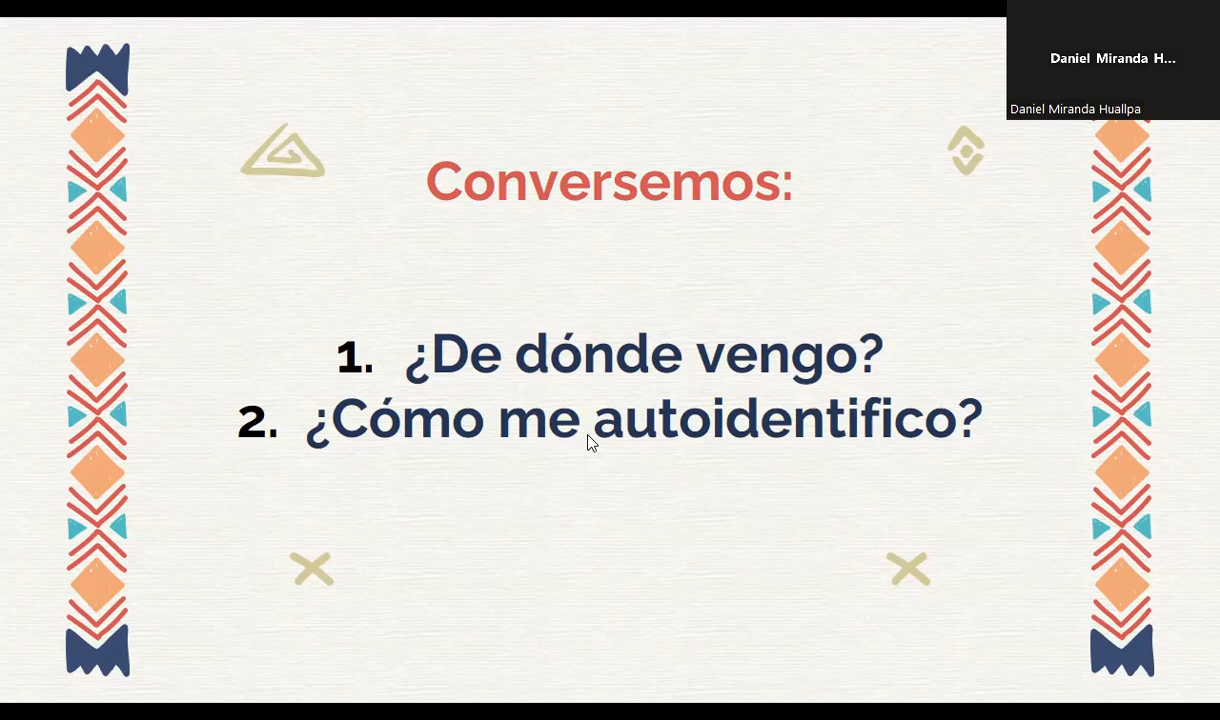 Daniel Miranda H...
Daniel Miranda Huallpa
Conversemos:
1. ¿De dónde vengo?
2. ¿Cómo me autoidentifico?